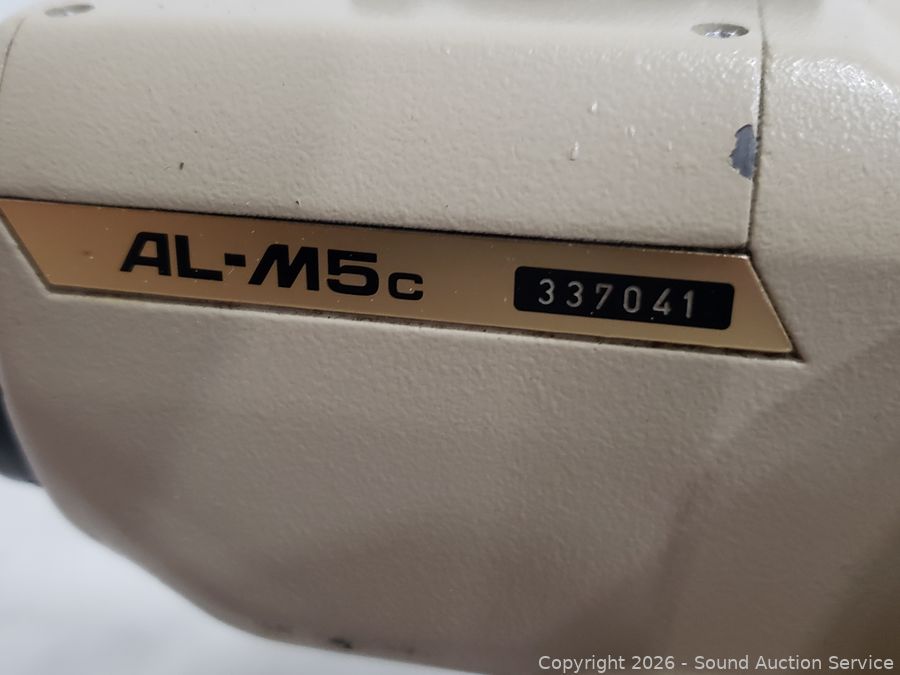 AL-M5c 337041
Copyright 2026 - Sound Auction Service